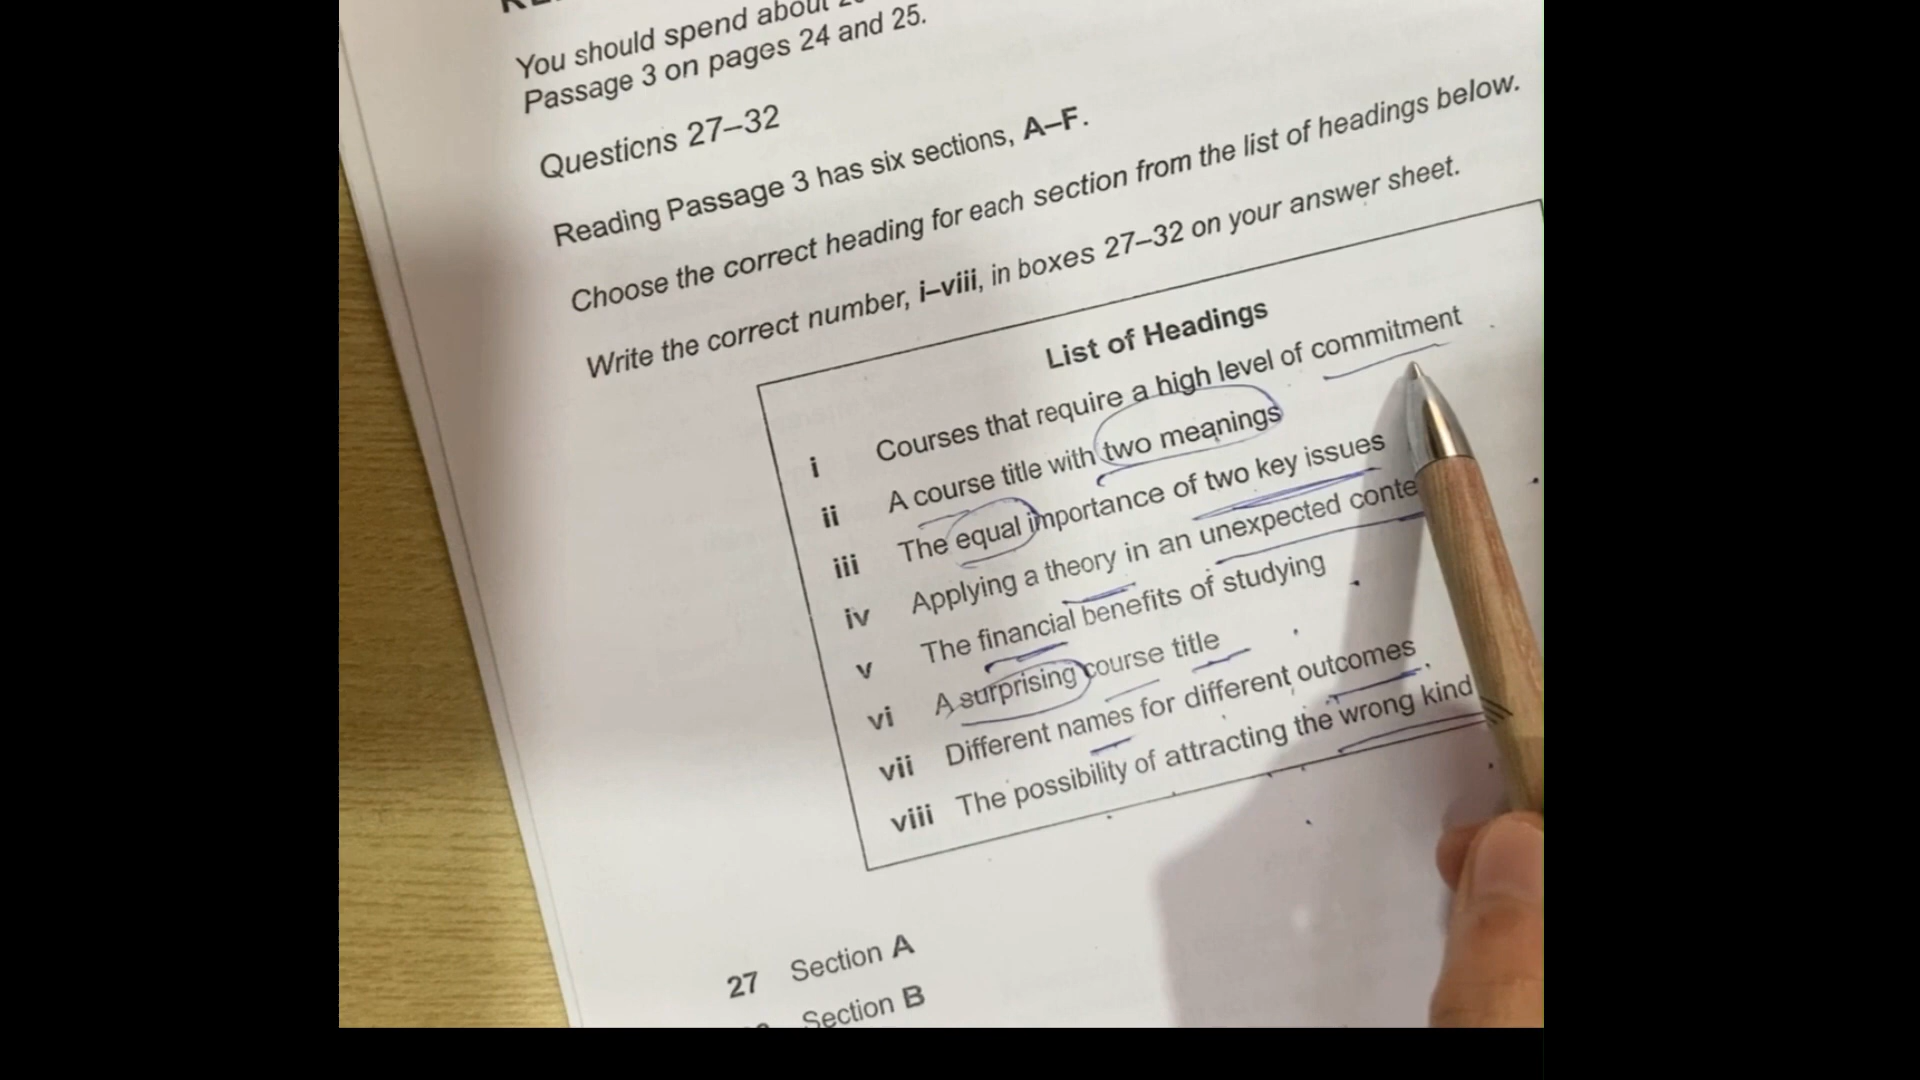 You should spend about
Passage 3 on pages 24 and 25.
Questions 27–32
Reading Passage 3 has six sections, A–F.
Choose the correct heading for each section from the list of headings below.
Write the correct number, i–viii, in boxes 27–32 on your answer sheet.
List of Headings
i Courses that require a high level of commitment
ii A course title with two meanings
iii The equal importance of two key issues
iv Applying a theory in an unexpected
v The financial benefits of studying
vi A surprising course title
vii Different names for different outcomes
viii The possibility of attracting the wrong kind
27 Section A
Section B